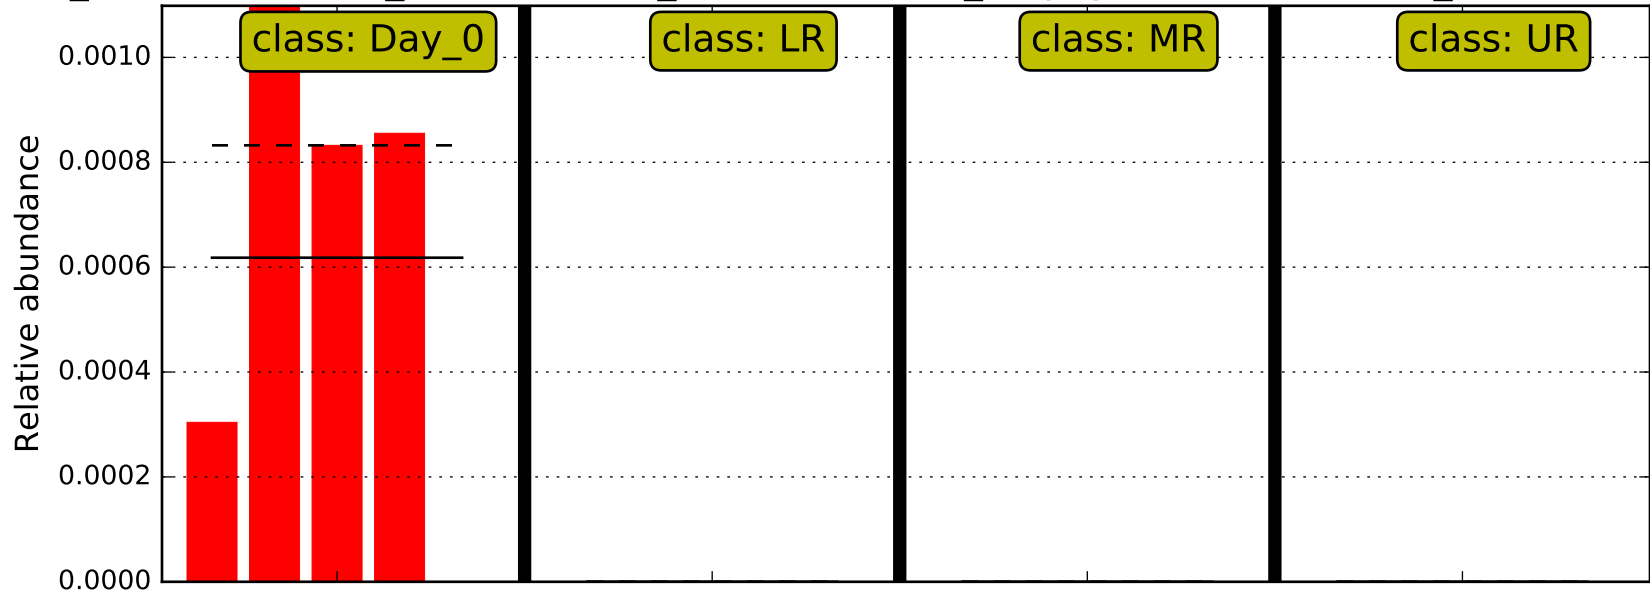 class: Day_0
class: LR
class: MR
class: UR
Relative abundance
0.0010
0.0008
0.0006
0.0004
0.0002
0.0000